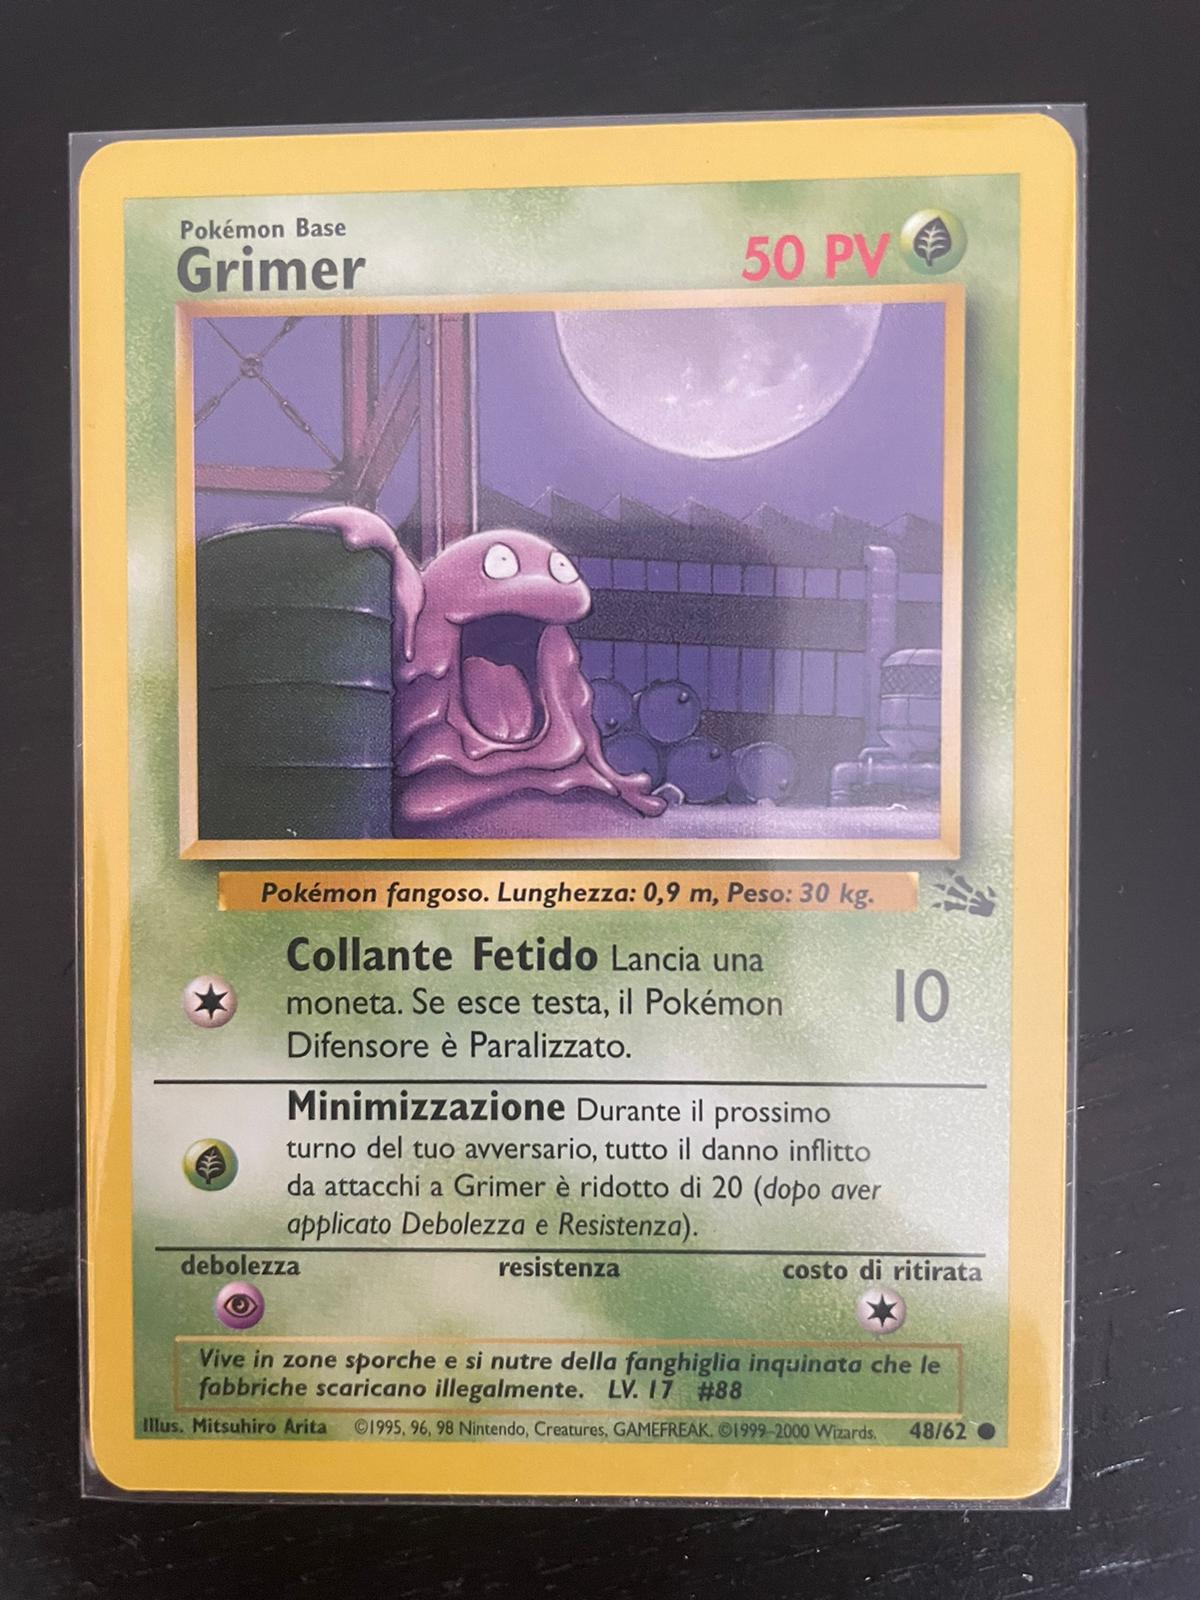 Pokémon Base
Grimer 50 PV
Pokémon fangoso. Lunghezza: 0,9 m, Peso: 30 kg.
Collante Fetido Lancia una
moneta. Se esce testa, il Pokémon
Difensore è Paralizzato.
10
Minimizzazione Durante il prossimo
turno del tuo avversario, tutto il danno inflitto
da attacchi a Grimer è ridotto di 20 (dopo aver
applicato Debolezza e Resistenza).
debolezza resistenza costo di ritirata
Vive in zone sporche e si nutre della fanghiglia inquinata che le
fabbriche scaricano illegalmente. LV. 17 #88
Illus. Mitsuhiro Arita ©1995, 96, 98 Nintendo, Creatures, GAMEFREAK. ©1999-2000 Wizards. 48/62